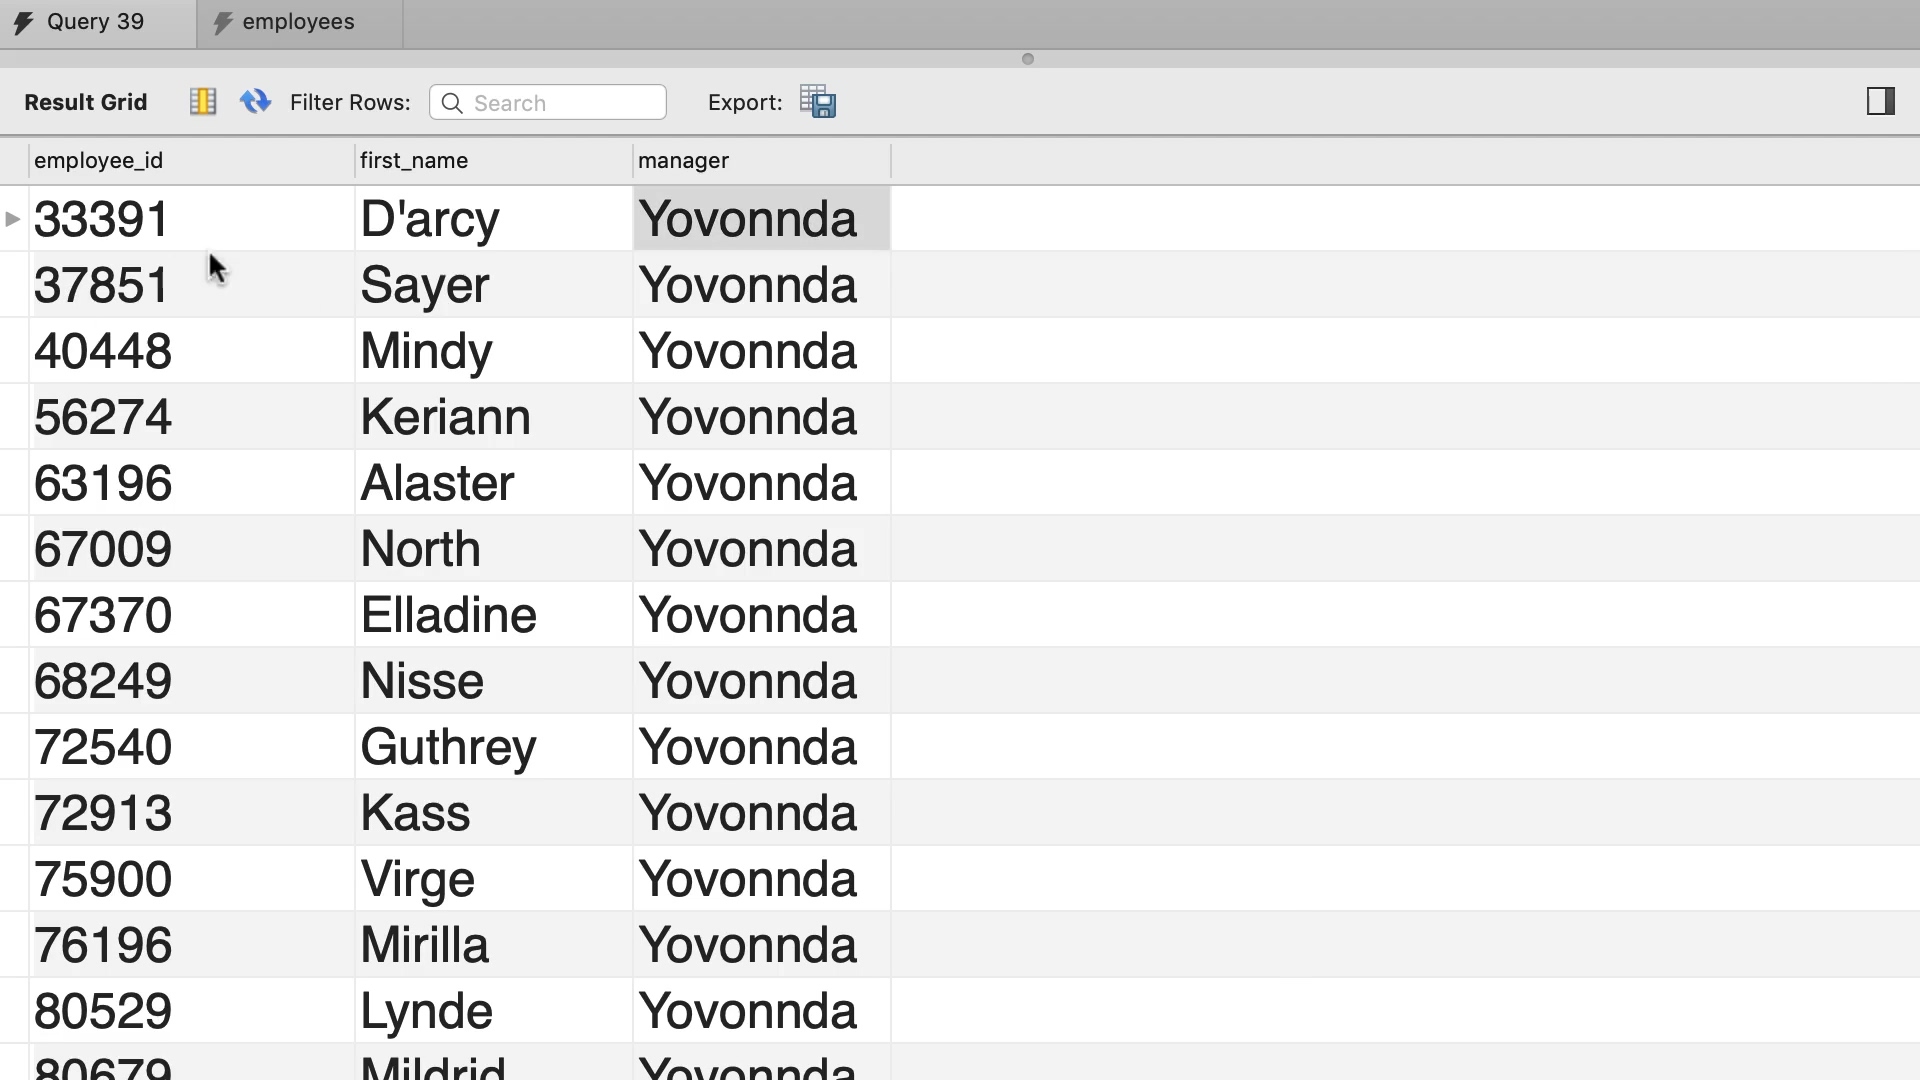 Query 39 employees
Result Grid Filter Rows: Search Export:
employee_id first_name manager
33391 D'arcy Yovonnda
37851 Sayer Yovonnda
40448 Mindy Yovonnda
56274 Keriann Yovonnda
63196 Alaster Yovonnda
67009 North Yovonnda
67370 Elladine Yovonnda
68249 Nisse Yovonnda
72540 Guthrey Yovonnda
72913 Kass Yovonnda
75900 Virge Yovonnda
76196 Mirilla Yovonnda
80529 Lynde Yovonnda
80679 Mildrid Yovonnda